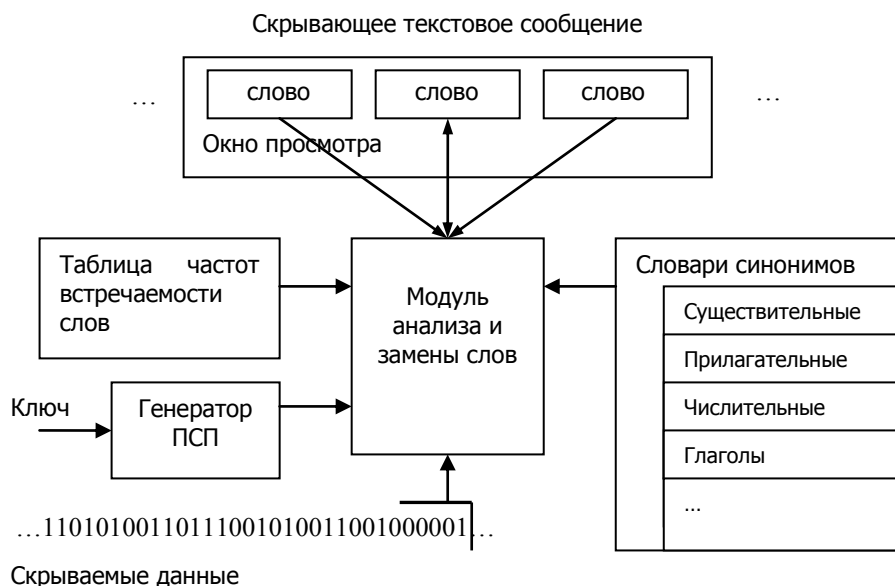 Скрывающее текстовое сообщение
… слово слово слово …
Окно просмотра
Таблица частот
встречаемости
слов
Модуль
анализа и
замены слов
Словари синонимов
Существительные
Прилагательные
Числительные
Глаголы
...
Ключ
Генератор
ПСП
…11010100110111001010011001000001…
Скрываемые данные